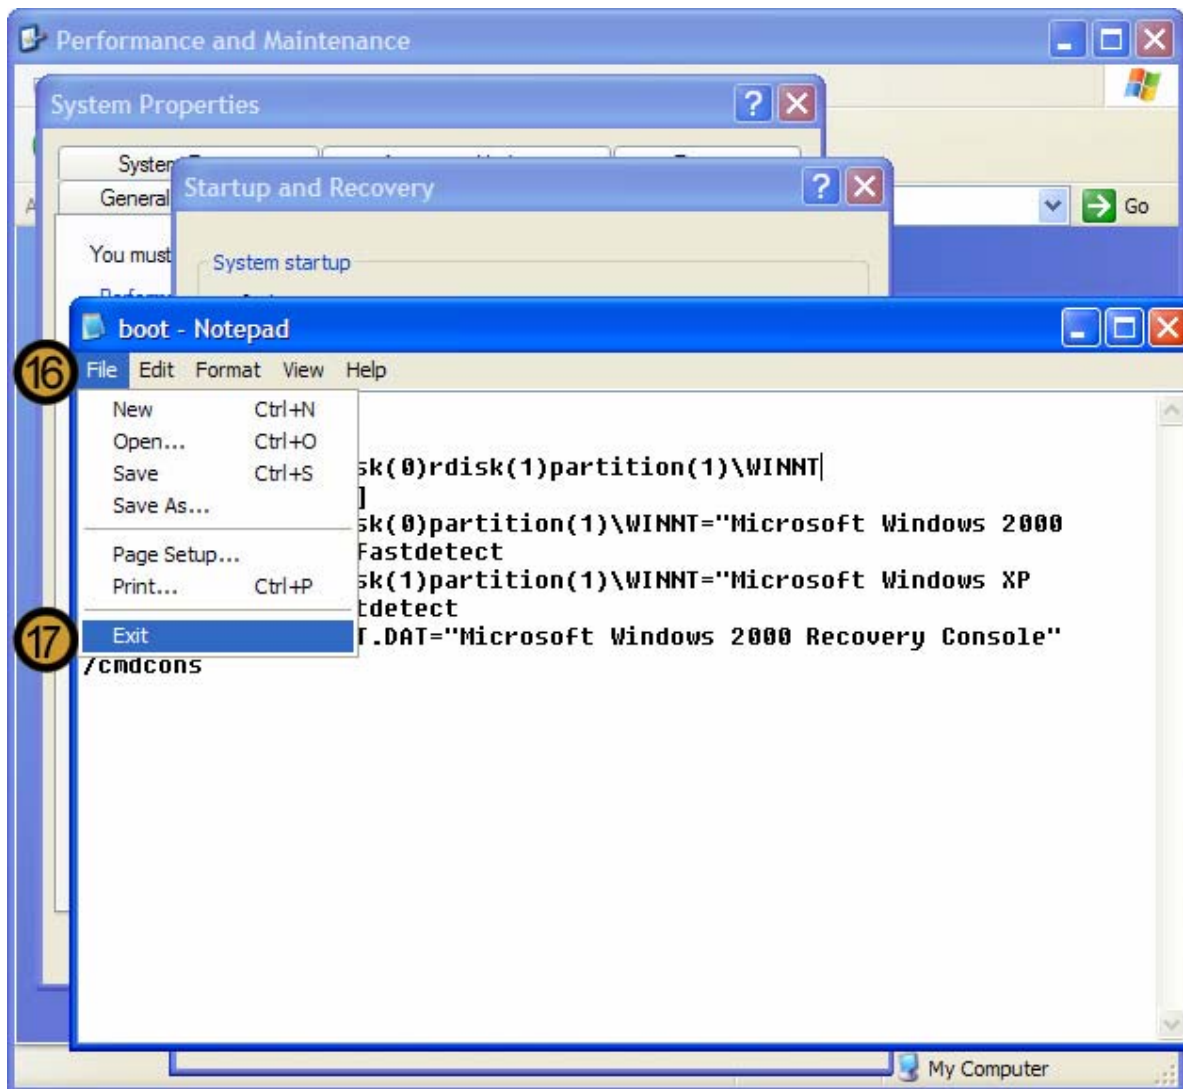 Performance and Maintenance
System Properties
General
Startup and Recovery
Go
You must
System startup
boot - Notepad
16
File Edit Format View Help
New Ctrl+N
Open... Ctrl+O
Save Ctrl+S
Save As...
Page Setup...
Print... Ctrl+P
17
Exit
sk(0)rdisk(1)partition(1)\WINNT
]
sk(0)partition(1)\WINNT="Microsoft Windows 2000
Fastdetect
sk(1)partition(1)\WINNT="Microsoft Windows XP
tdetect
T.DAT="Microsoft Windows 2000 Recovery Console"
/cmdcons
My Computer